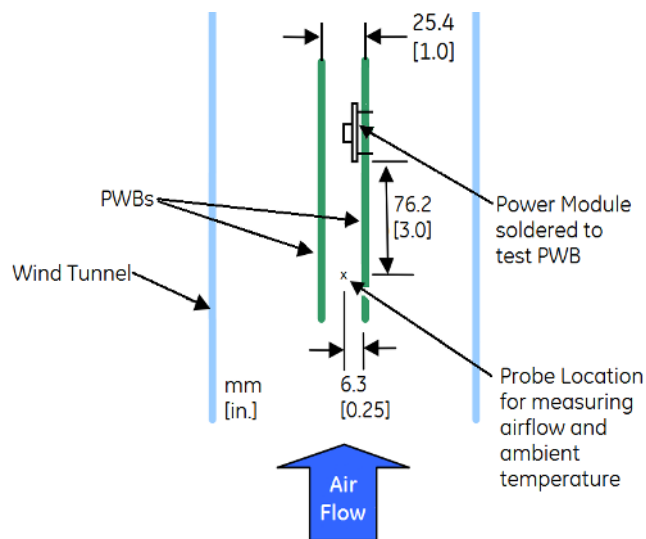 25.4
[1.0]
PWBs
76.2
[3.0]
Power Module
soldered to
test PWB
Wind Tunnel
x
mm
[in.]
6.3
[0.25]
Probe Location
for measuring
airflow and
ambient
temperature
Air
Flow